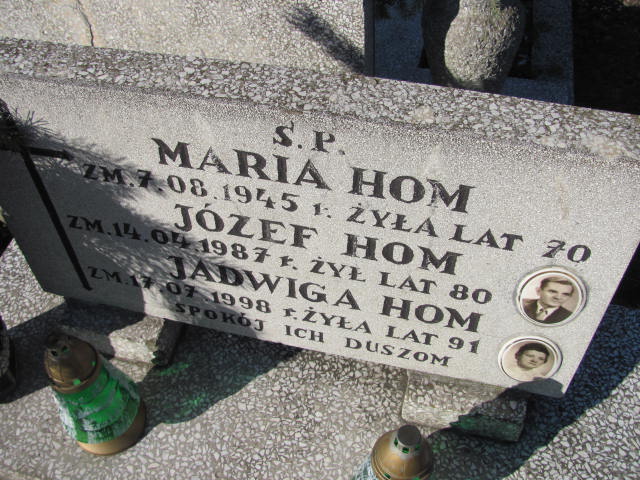 Ś.P.
MARIA HOM
ZM.7.08.1945 r. ŻYŁA LAT 70
JÓZEF HOM
ZM.14.04.1987 r. ŻYŁ LAT 80
JADWIGA HOM
ZM.17.07.1998 r. ŻYŁA LAT 91
SPOKÓJ ICH DUSZOM